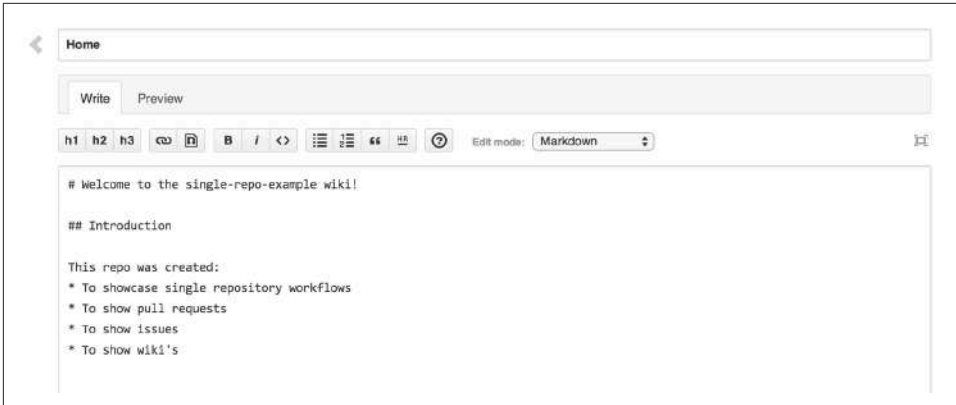 Home
Write Preview
h1 h2 h3 B i <> “ HR ? Edit mode: Markdown
# Welcome to the single-repo-example wiki!
## Introduction
This repo was created:
* To showcase single repository workflows
* To show pull requests
* To show issues
* To show wiki's